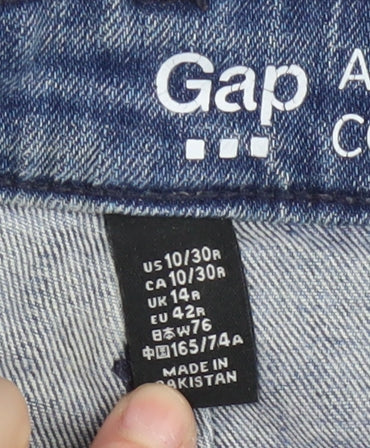 Gap A
CO
US 10/30R
CA 10/30R
UK 14R
EU 42R
日本 W76
中国 165/74A
MADE IN
PAKISTAN